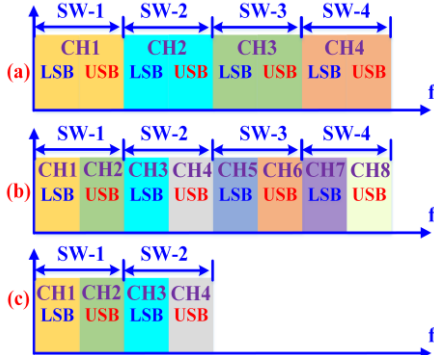 SW-1 SW-2 SW-3 SW-4
CH1 CH2 CH3 CH4
(a) LSB USB LSB USB LSB USB LSB USB
f
SW-1 SW-2 SW-3 SW-4
CH1 CH2 CH3 CH4 CH5 CH6 CH7 CH8
(b) LSB USB LSB USB LSB USB LSB USB
f
SW-1 SW-2
CH1 CH2 CH3 CH4
(c) LSB USB LSB USB
f